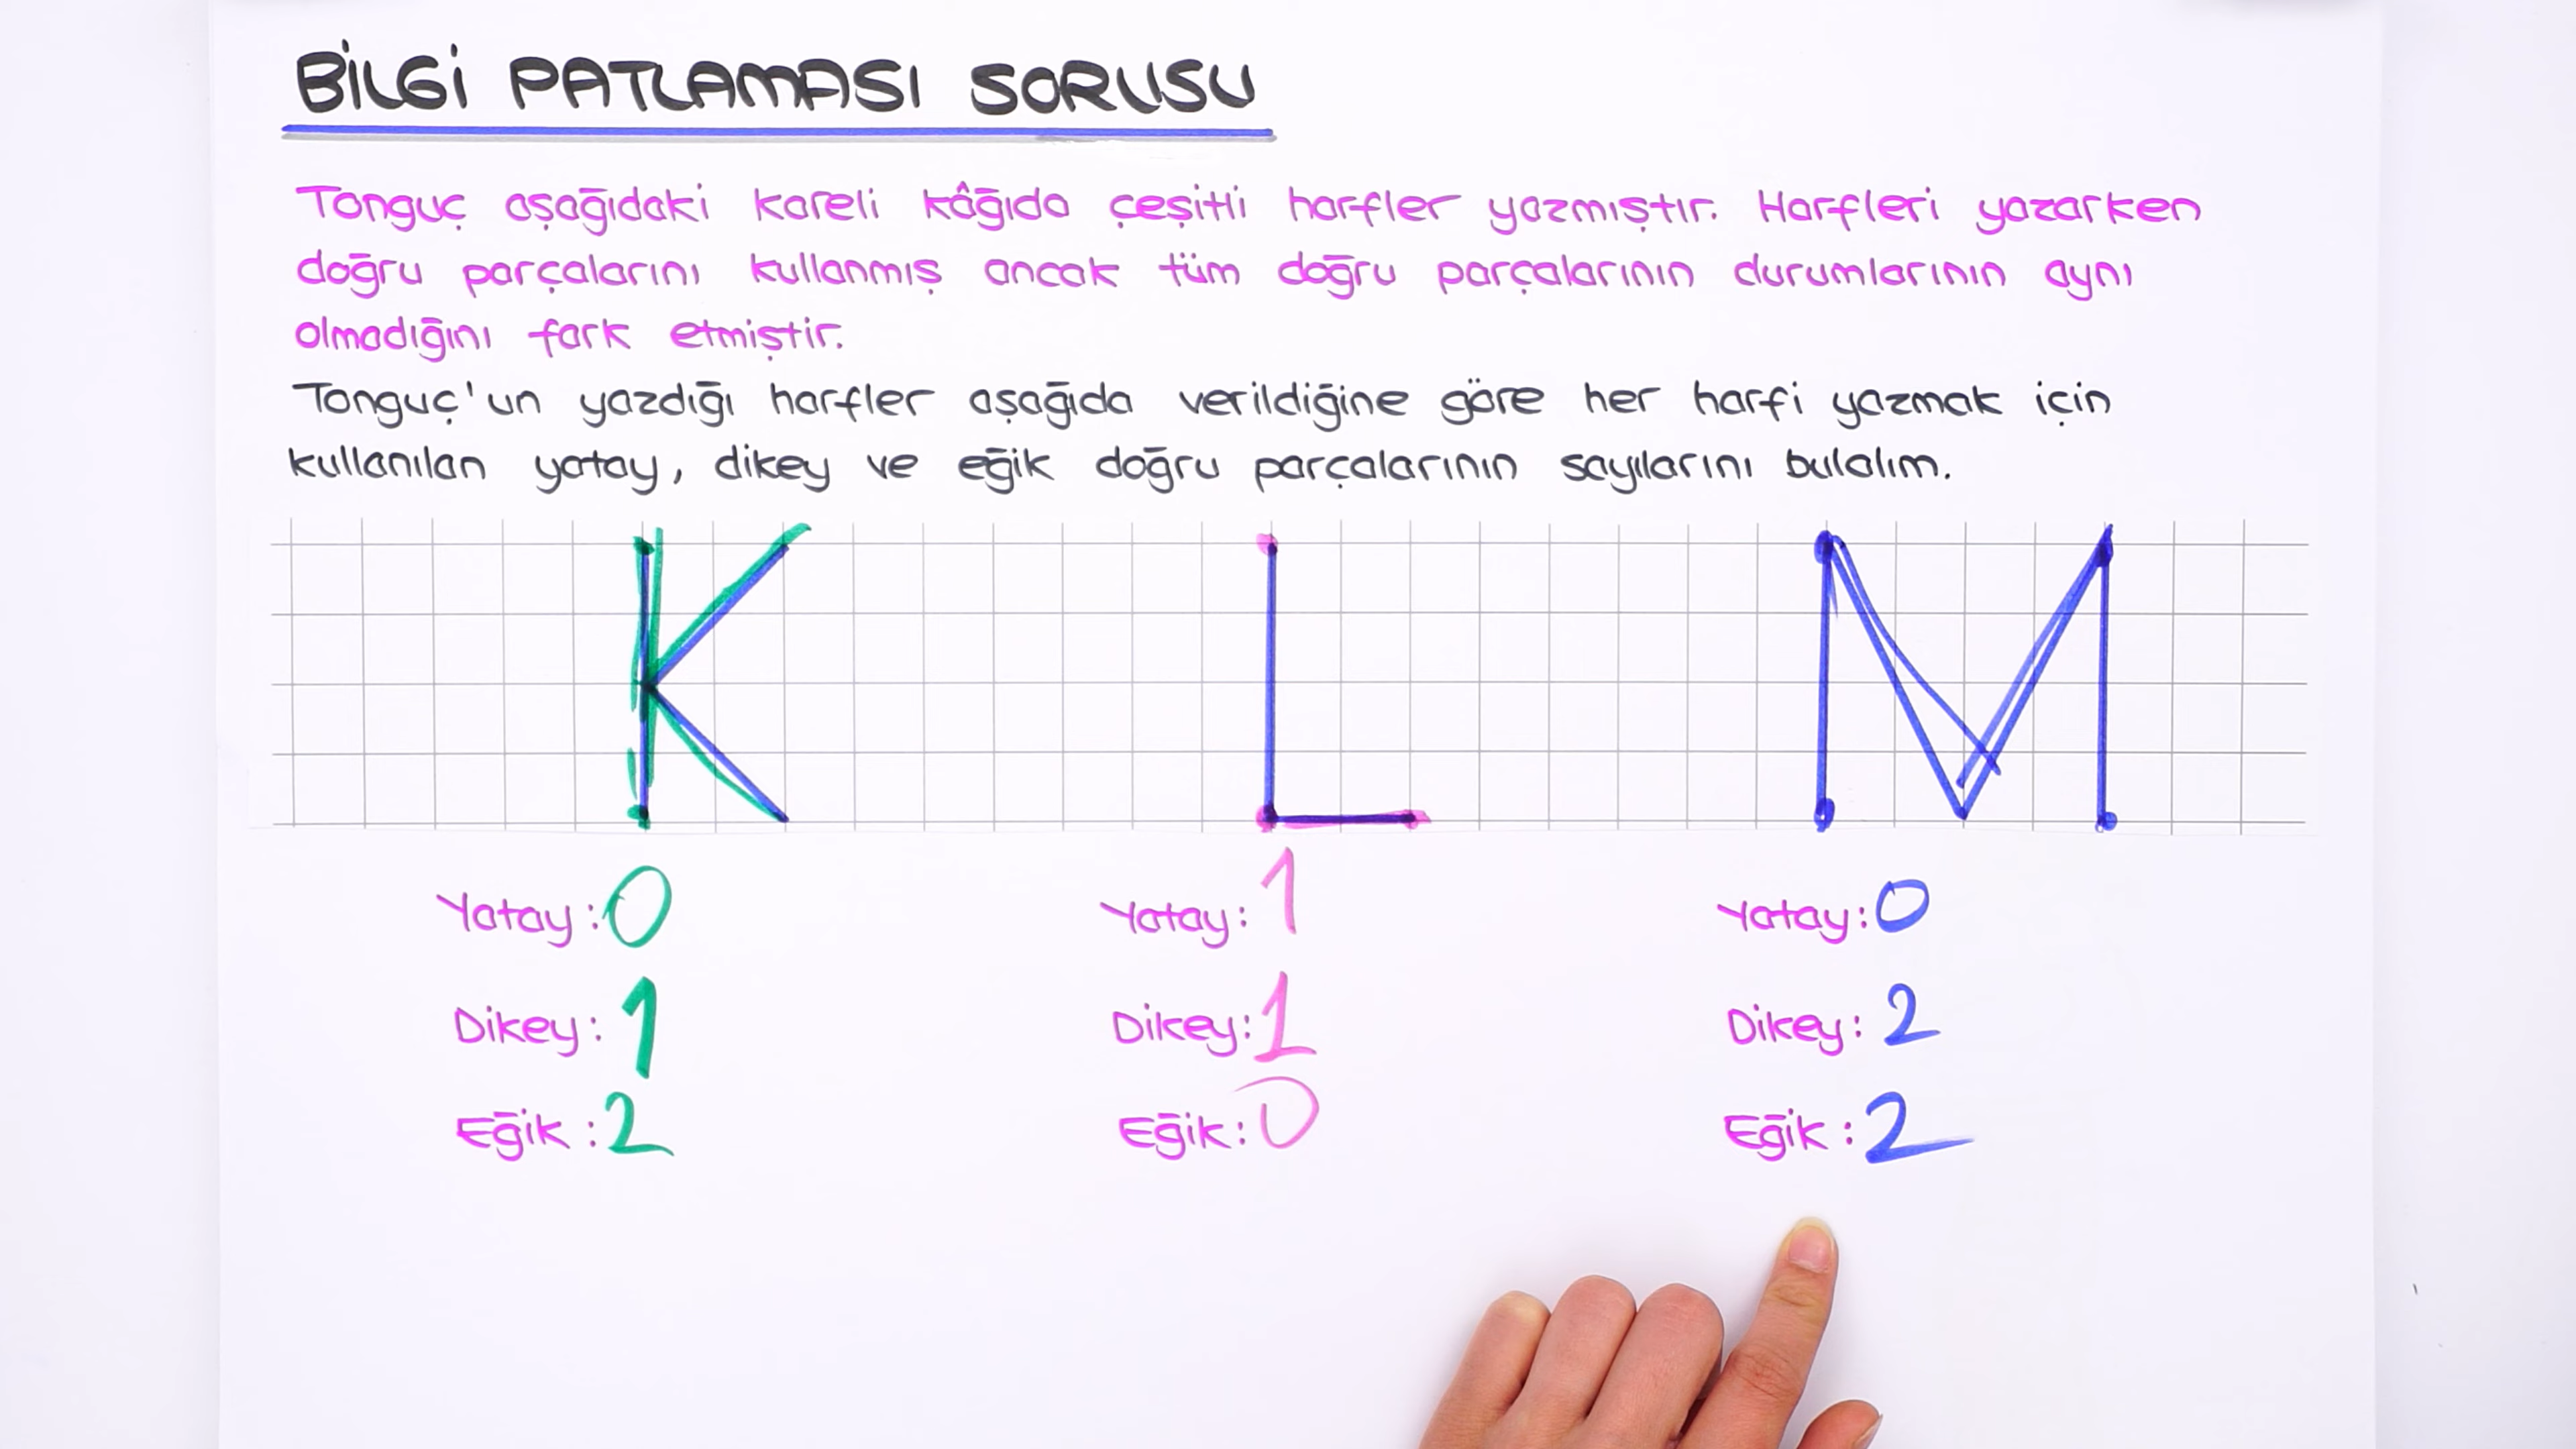 BİLGİ PATLAMASI SORUSU
Tonguç aşağıdaki kareli kâğıda çeşitli harfler yazmıştır. Harfleri yazarken
doğru parçalarını kullanmış ancak tüm doğru parçalarının durumlarının aynı
olmadığını fark etmiştir.
Tonguç'un yazdığı harfler aşağıda verildiğine göre her harfi yazmak için
kullanılan yatay, dikey ve eğik doğru parçalarının sayılarını bulalım.
K L M
Yatay: 0 Yatay: 1 Yatay: 0
Dikey: 1 Dikey: 1 Dikey: 2
Eğik: 2 Eğik: 0 Eğik: 2